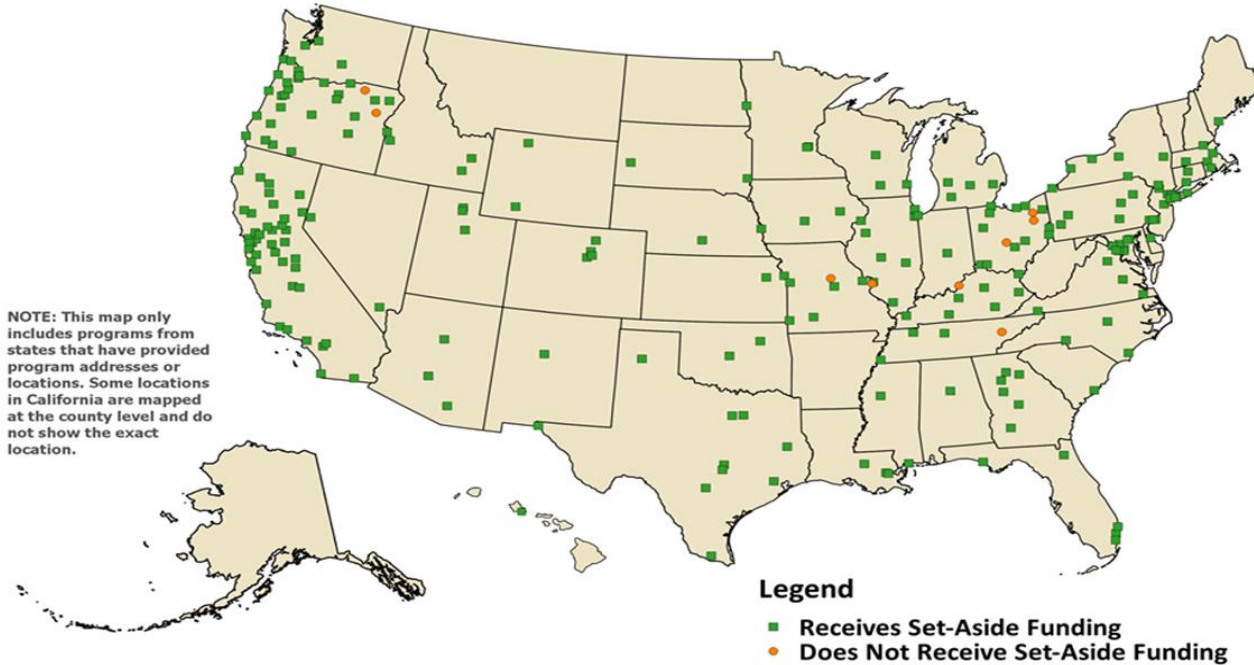 NOTE: This map only
includes programs from
states that have provided
program addresses or
locations. Some locations
in California are mapped
at the county level and do
not show the exact
location.
Legend
Receives Set-Aside Funding
Does Not Receive Set-Aside Funding